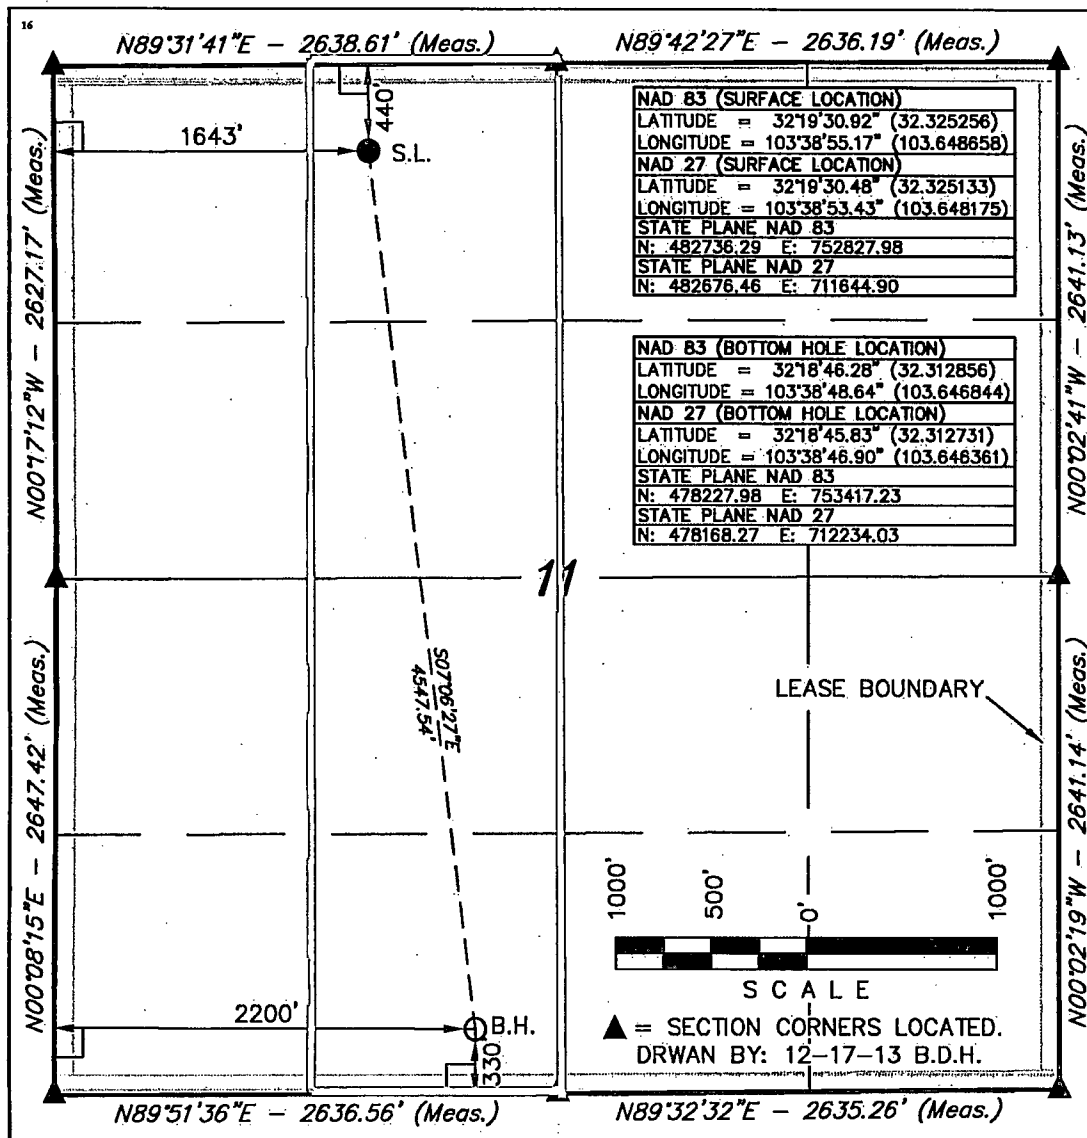 16
N89°31'41"E - 2638.61' (Meas.)
N89°42'27"E - 2636.19' (Meas.)
N00°17'12"W - 2627.17' (Meas.)
N00°02'41"W - 2641.13' (Meas.)
440'
1643'
S.L.
NAD 83 (SURFACE LOCATION)
LATITUDE = 32°19'30.92" (32.325256)
LONGITUDE = 103°38'55.17" (103.648658)
NAD 27 (SURFACE LOCATION)
LATITUDE = 32°19'30.48" (32.325133)
LONGITUDE = 103°38'53.43" (103.648175)
STATE PLANE NAD 83
N: 482736.29 E: 752827.98
STATE PLANE NAD 27
N: 482676.46 E: 711644.90
NAD 83 (BOTTOM HOLE LOCATION)
LATITUDE = 32°18'46.28" (32.312856)
LONGITUDE = 103°38'48.64" (103.646844)
NAD 27 (BOTTOM HOLE LOCATION)
LATITUDE = 32°18'45.83" (32.312731)
LONGITUDE = 103°38'46.90" (103.646361)
STATE PLANE NAD 83
N: 478227.98 E: 753417.23
STATE PLANE NAD 27
N: 478168.27 E: 712234.03
11
S07°06'27"E
4547.54'
N00°08'15"E - 2647.42' (Meas.)
N00°02'19"W - 2641.14' (Meas.)
LEASE BOUNDARY
1000' 500' 0' 1000'
SCALE
2200'
B.H.
330'
▲ = SECTION CORNERS LOCATED.
DRWAN BY: 12-17-13 B.D.H.
N89°51'36"E - 2636.56' (Meas.)
N89°32'32"E - 2635.26' (Meas.)